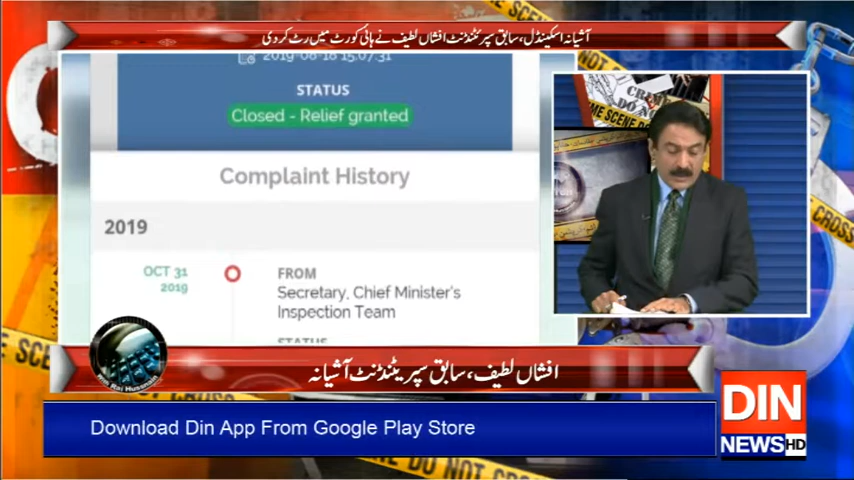 آشیانہ اسکینڈل، سابق سپرٹنڈنٹ افشاں لطیف نے ہائی کورٹ میں رٹ کر دی
2019-08-18 15:07:31
STATUS
Closed - Relief granted
Complaint History
2019
OCT 31
2019
FROM
Secretary, Chief Minister's
Inspection Team
STATUS
افشاں لطیف، سابق سپریٹنڈنٹ آشیانہ
Download Din App From Google Play Store
DIN
NEWS HD